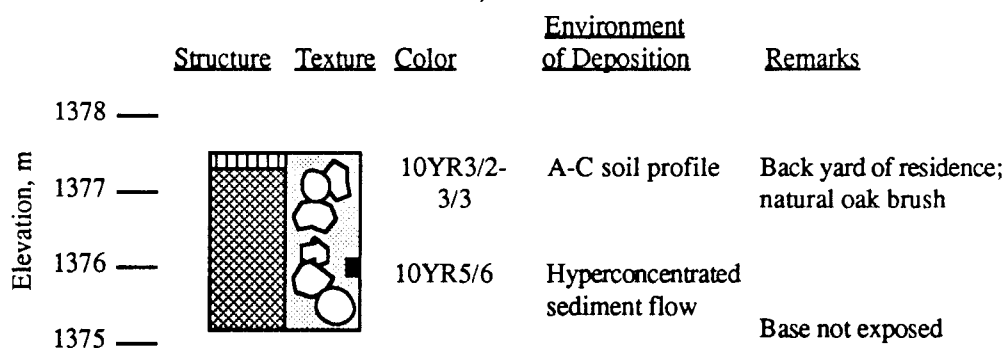 Environment
Structure Texture Color of Deposition Remarks
1378
10YR3/2- A-C soil profile Back yard of residence;
1377 3/3 natural oak brush
Elevation, m
1376 10YR5/6 Hyperconcentrated
sediment flow
1375 Base not exposed